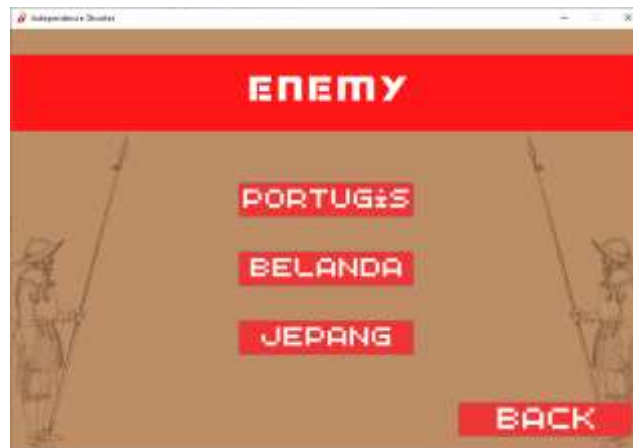 Independence Shooter
ENEMY
PORTUGIS
BELANDA
JEPANG
BACK